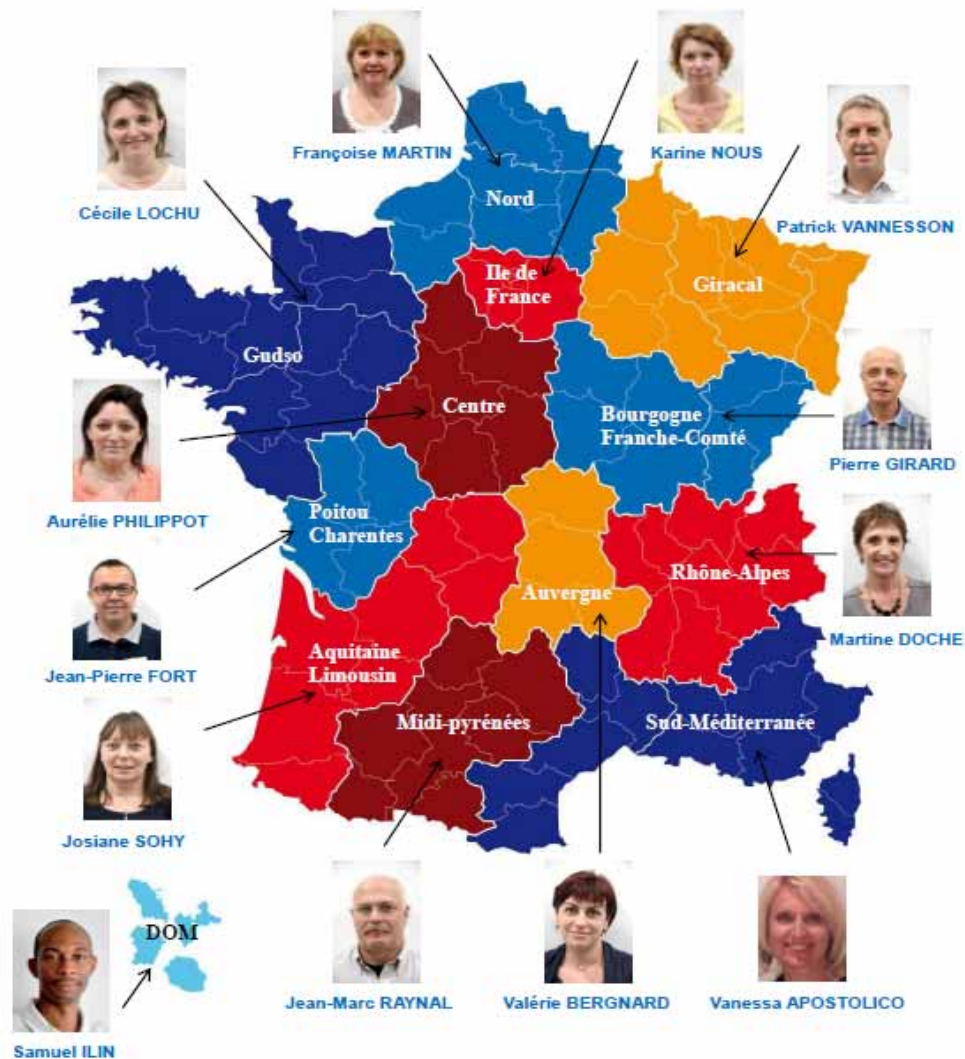 Françoise MARTIN
Karine NOUS
Cécile LOCHU
Patrick VANNESSON
Nord
Ile de
France
Giracal
Gudso
Centre
Bourgogne
Franche-Comté
Pierre GIRARD
Aurélie PHILIPPOT
Poitou
Charentes
Rhône-Alpes
Auvergne
Martine DOCHE
Jean-Pierre FORT
Aquitaine
Limousin
Midi-pyrénées
Sud-Méditerranée
Josiane SOHY
DOM
Jean-Marc RAYNAL
Valérie BERGNARD
Vanessa APOSTOLICO
Samuel ILIN